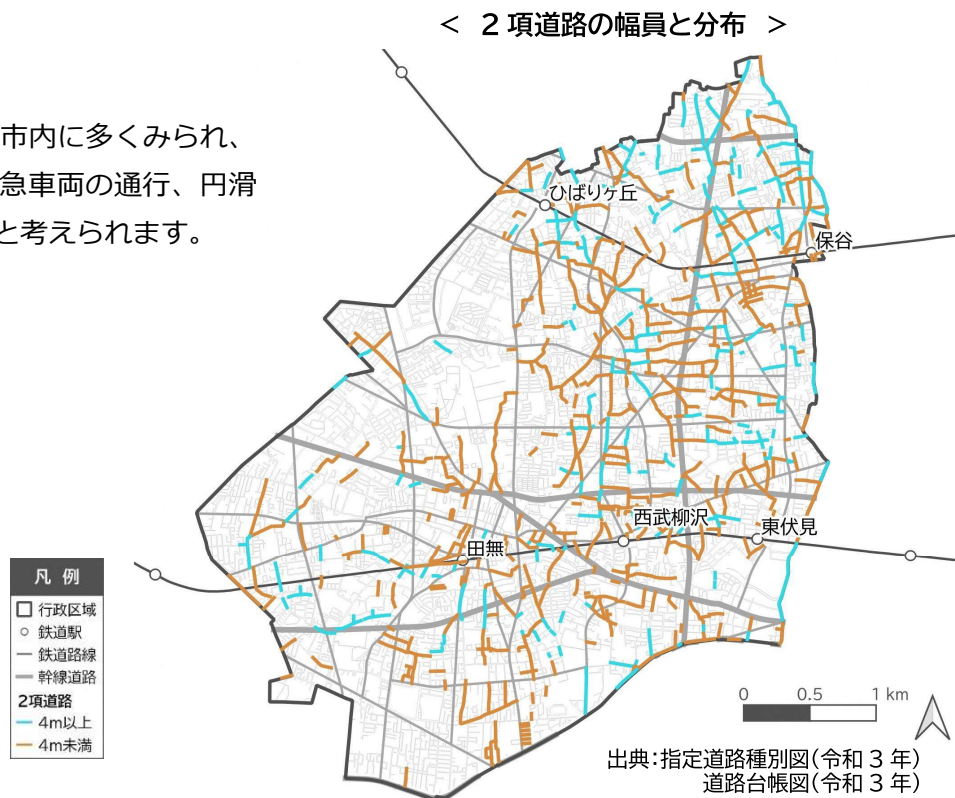 < 2項道路の幅員と分布 >
市内に多くみられ、
急車両の通行、円滑
と考えられます。
ひばりヶ丘
保谷
西武柳沢
東伏見
田無
凡 例
行政区域
鉄道駅
鉄道路線
幹線道路
2項道路
4m以上
4m未満
0 0.5 1 km
出典:指定道路種別図(令和3年)
道路台帳図(令和3年)